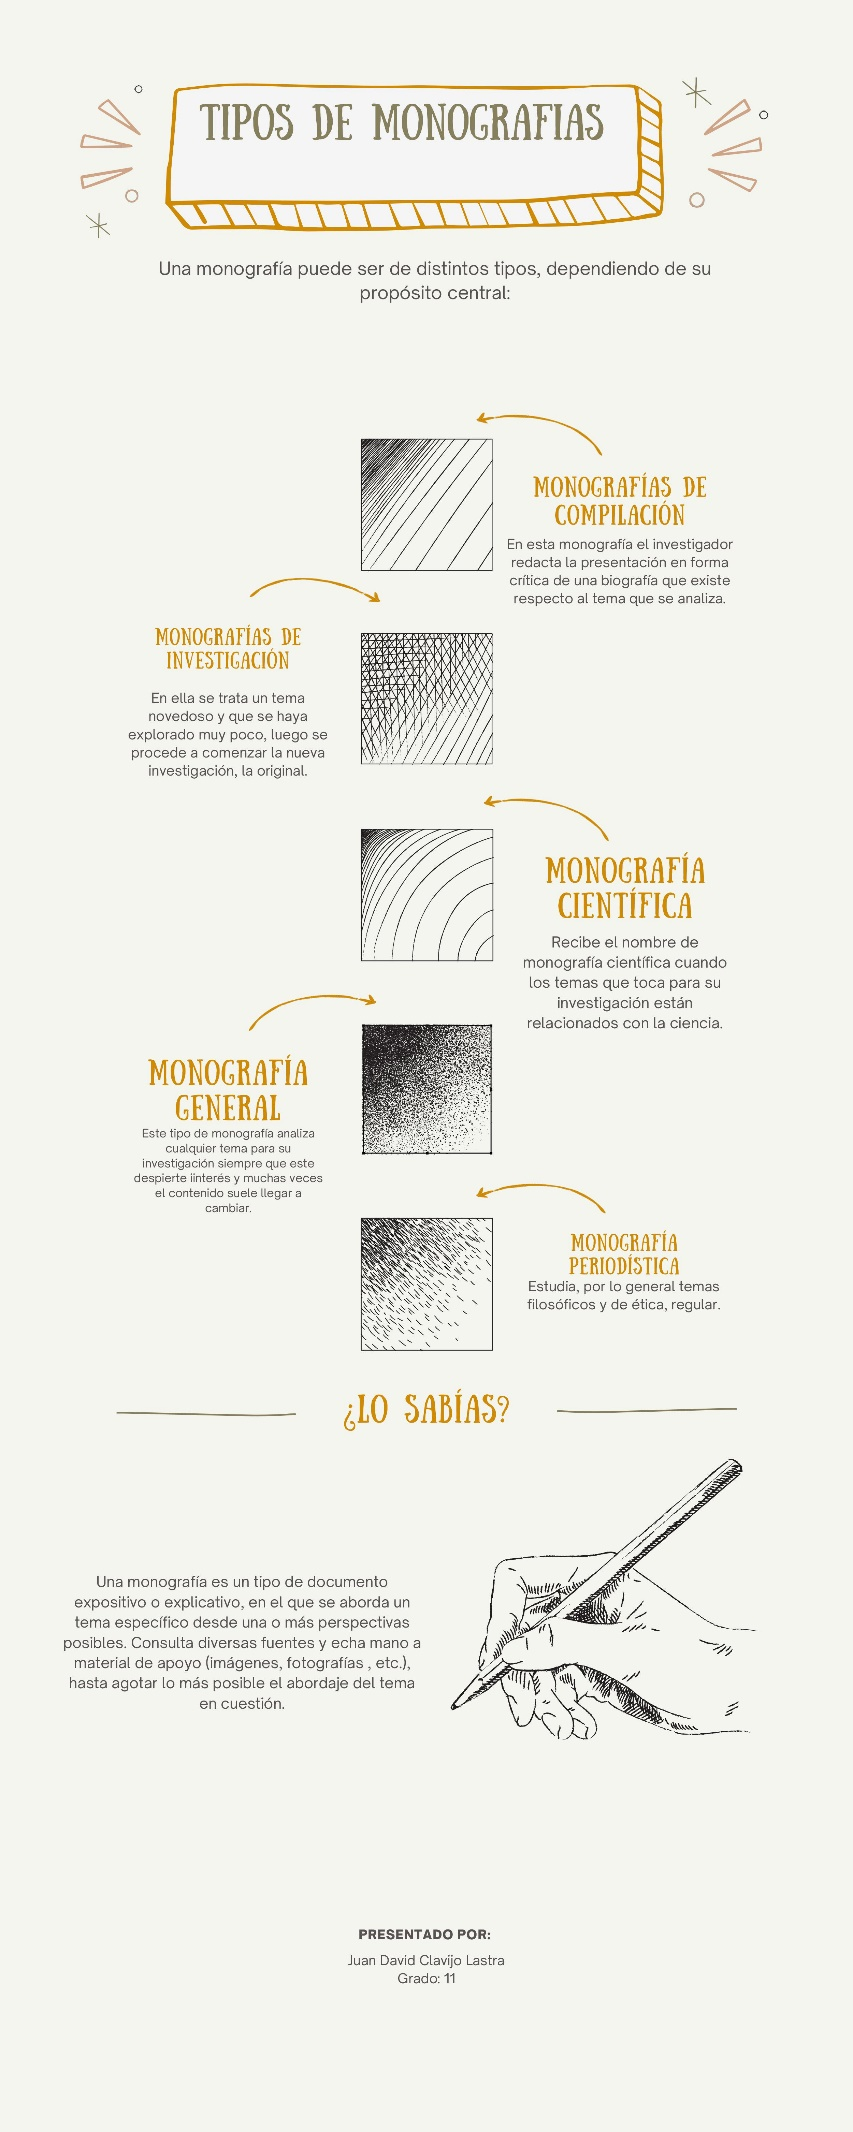 TIPOS DE MONOGRAFIAS
Una monografía puede ser de distintos tipos, dependiendo de su
propósito central:
MONOGRAFÍAS DE
COMPILACIÓN
En esta monografía el investigador
redacta la presentación en forma
crítica de una biografía que existe
respecto al tema que se analiza.
MONOGRAFÍAS DE
INVESTIGACIÓN
En ella se trata un tema
novedoso y que se haya
explorado muy poco, luego se
procede a comenzar la nueva
investigación, la original.
MONOGRAFÍA
CIENTÍFICA
Recibe el nombre de
monografía científica cuando
los temas que toca para su
investigación están
relacionados con la ciencia.
MONOGRAFÍA
GENERAL
Este tipo de monografía analiza
cualquier tema para su
investigación siempre que este
despierte iinterés y muchas veces
el contenido suele llegar a
cambiar.
MONOGRAFÍA
PERIODÍSTICA
Estudia, por lo general temas
filosóficos y de ética, regular.
¿LO SABÍAS?
Una monografía es un tipo de documento
expositivo o explicativo, en el que se aborda un
tema específico desde una o más perspectivas
posibles. Consulta diversas fuentes y echa mano a
material de apoyo (imágenes, fotografías , etc.),
hasta agotar lo más posible el abordaje del tema
en cuestión.
PRESENTADO POR:
Juan David Clavijo Lastra
Grado: 11